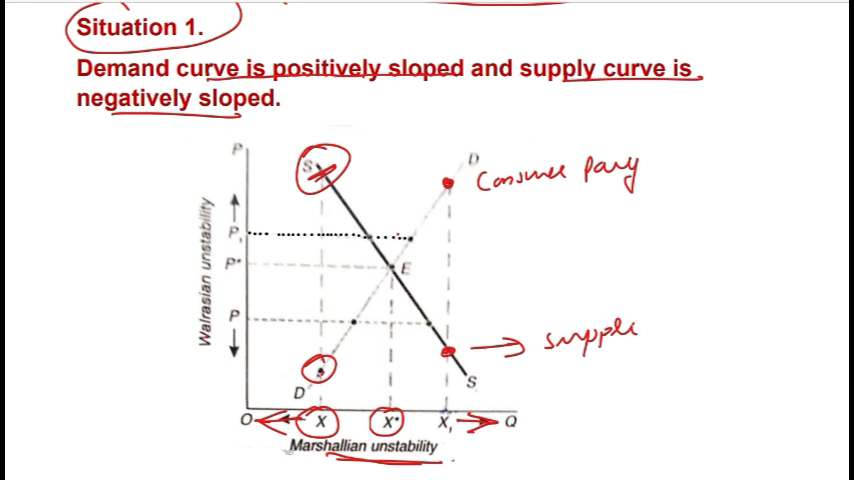 Situation 1.
Demand curve is positively sloped and supply curve is
negatively sloped.
P
S
D
Consumer pay
P₁
P*
E
P
supple
Walrasian unstability
D
S
O
X
X*
X₁
Q
Marshallian unstability